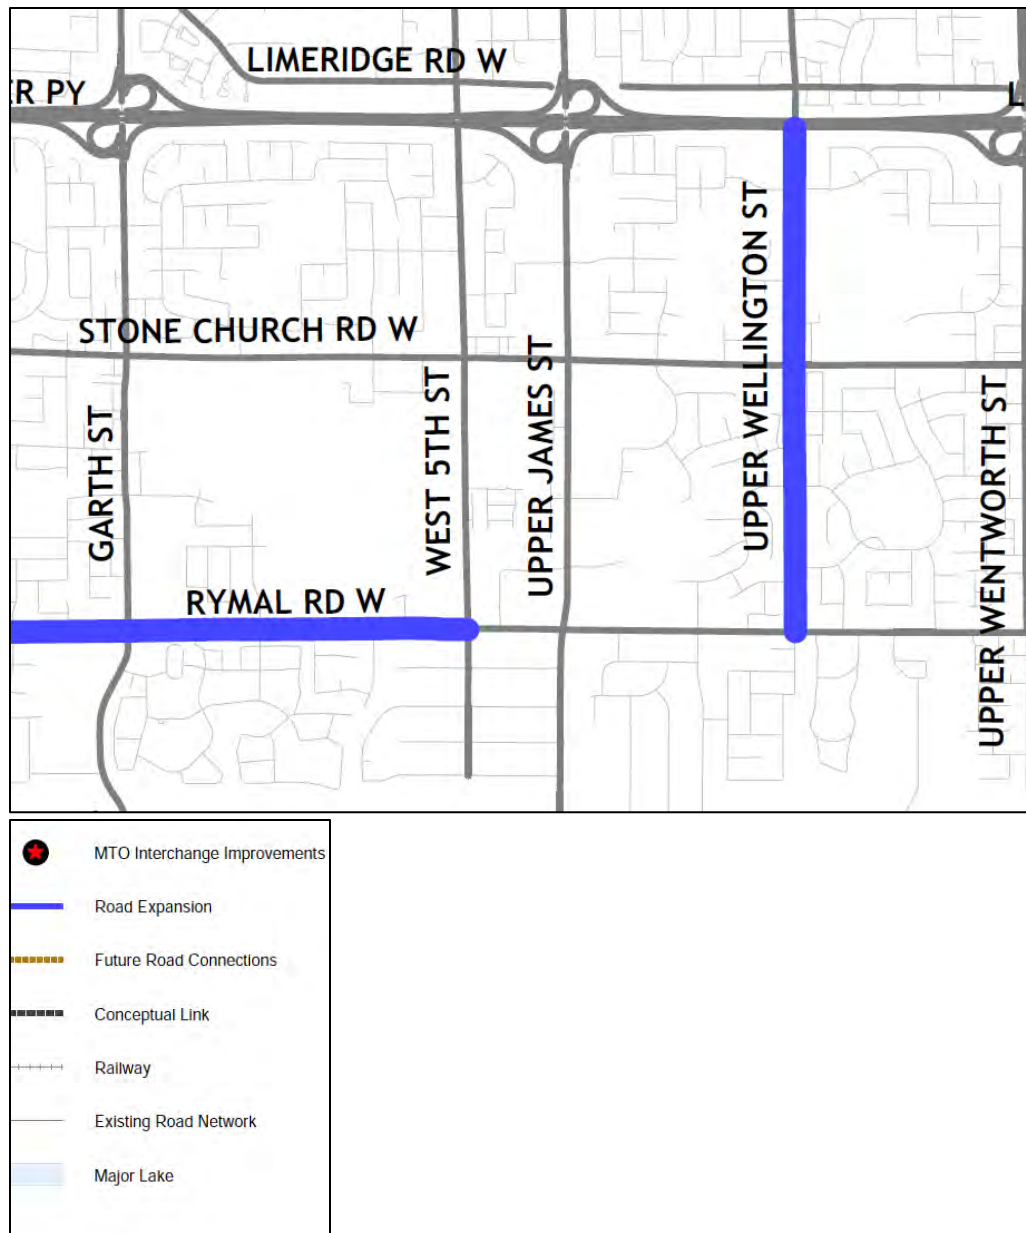 LIMERIDGE RD W
ER PY
L
UPPER WELLINGTON ST
STONE CHURCH RD W
UPPER JAMES ST
WEST 5TH ST
UPPER WENTWORTH ST
GARTH ST
RYMAL RD W
MTO Interchange Improvements
Road Expansion
Future Road Connections
Conceptual Link
Railway
Existing Road Network
Major Lake